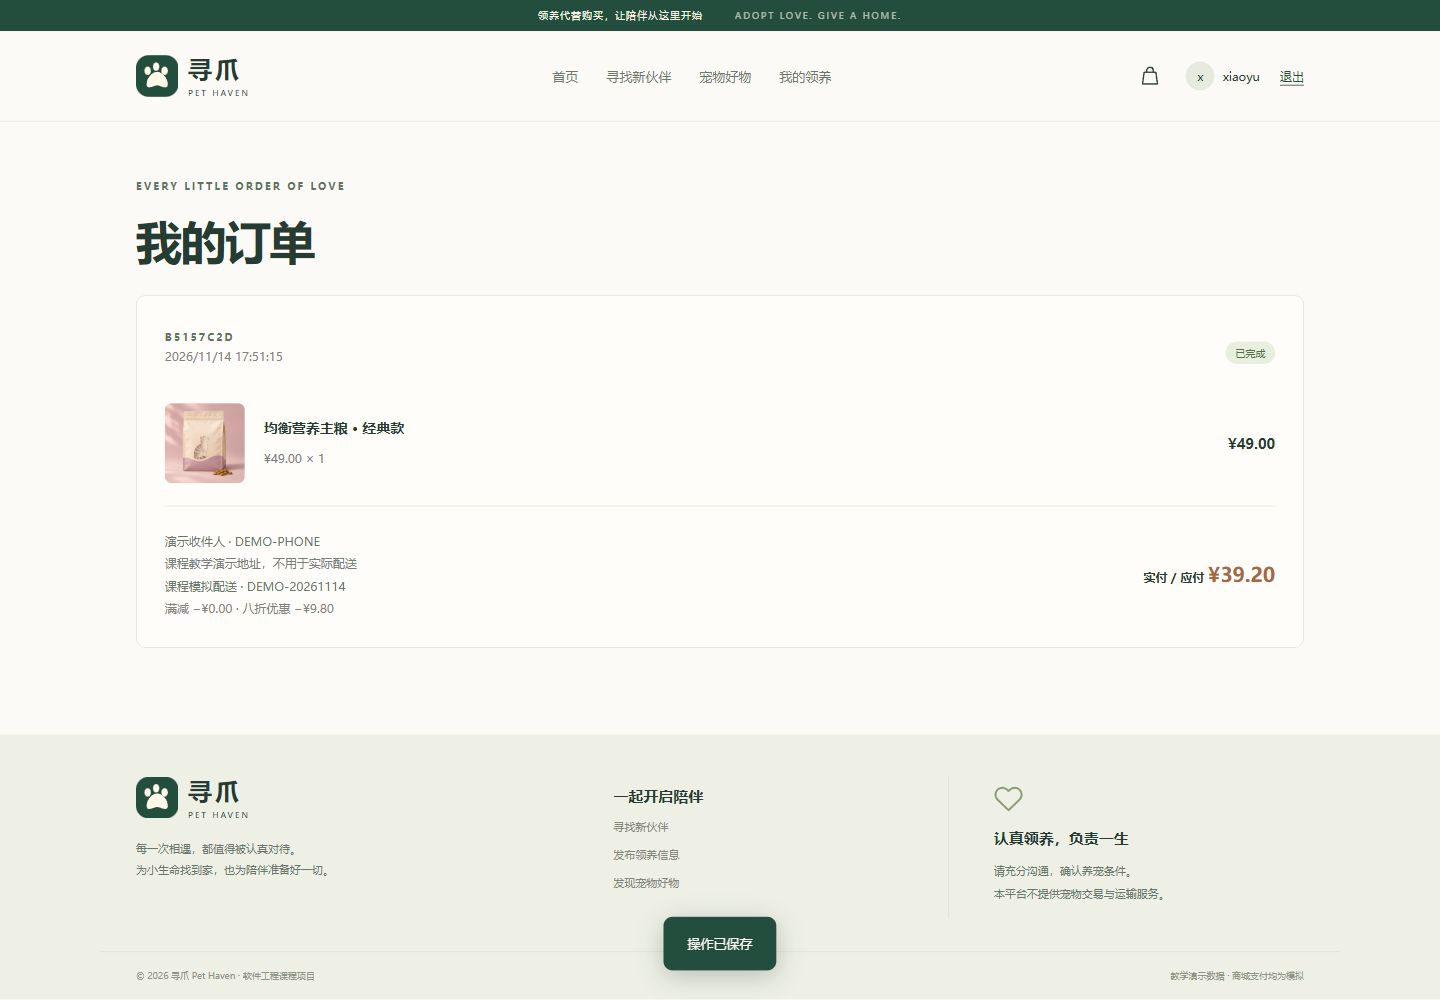 领养代替购买，让陪伴从这里开始 ADOPT LOVE. GIVE A HOME.
寻爪
PET HAVEN
首页 寻找新伙伴 宠物好物 我的领养
x xiaoyu 退出
EVERY LITTLE ORDER OF LOVE
我的订单
B5157C2D
2026/11/14 17:51:15
已完成
均衡营养主粮 • 经典款
¥49.00 × 1
¥49.00
演示收件人 · DEMO-PHONE
课程教学演示地址，不用于实际配送
课程模拟配送 · DEMO-20261114
满减 −¥0.00 · 八折优惠 −¥9.80
实付 / 应付 ¥39.20
寻爪
PET HAVEN
每一次相遇，都值得被认真对待。
为小生命找到家，也为陪伴准备好一切。
一起开启陪伴
寻找新伙伴
发布领养信息
发现宠物好物
认真领养，负责一生
请充分沟通，确认养宠条件。
本平台不提供宠物交易与运输服务。
操作已保存
© 2026 寻爪 Pet Haven · 软件工程课程项目
教学演示数据 · 商城支付均为模拟